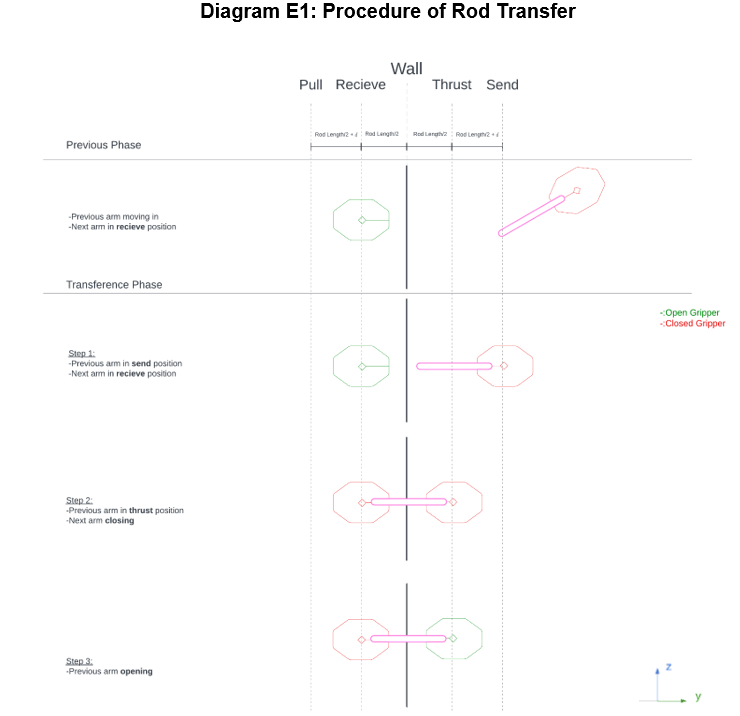 Diagram E1: Procedure of Rod Transfer
Wall
Pull Recieve Thrust Send
Rod Length/2 + ℓ Rod Length/2 Rod Length/2 Rod Length/2 + ℓ
Previous Phase
-Previous arm moving in
-Next arm in recieve position
Transference Phase
-:Open Gripper
-:Closed Gripper
Step 1:
-Previous arm in send position
-Next arm in recieve position
Step 2:
-Previous arm in thrust position
-Next arm closing
Step 3:
-Previous arm opening
z
y